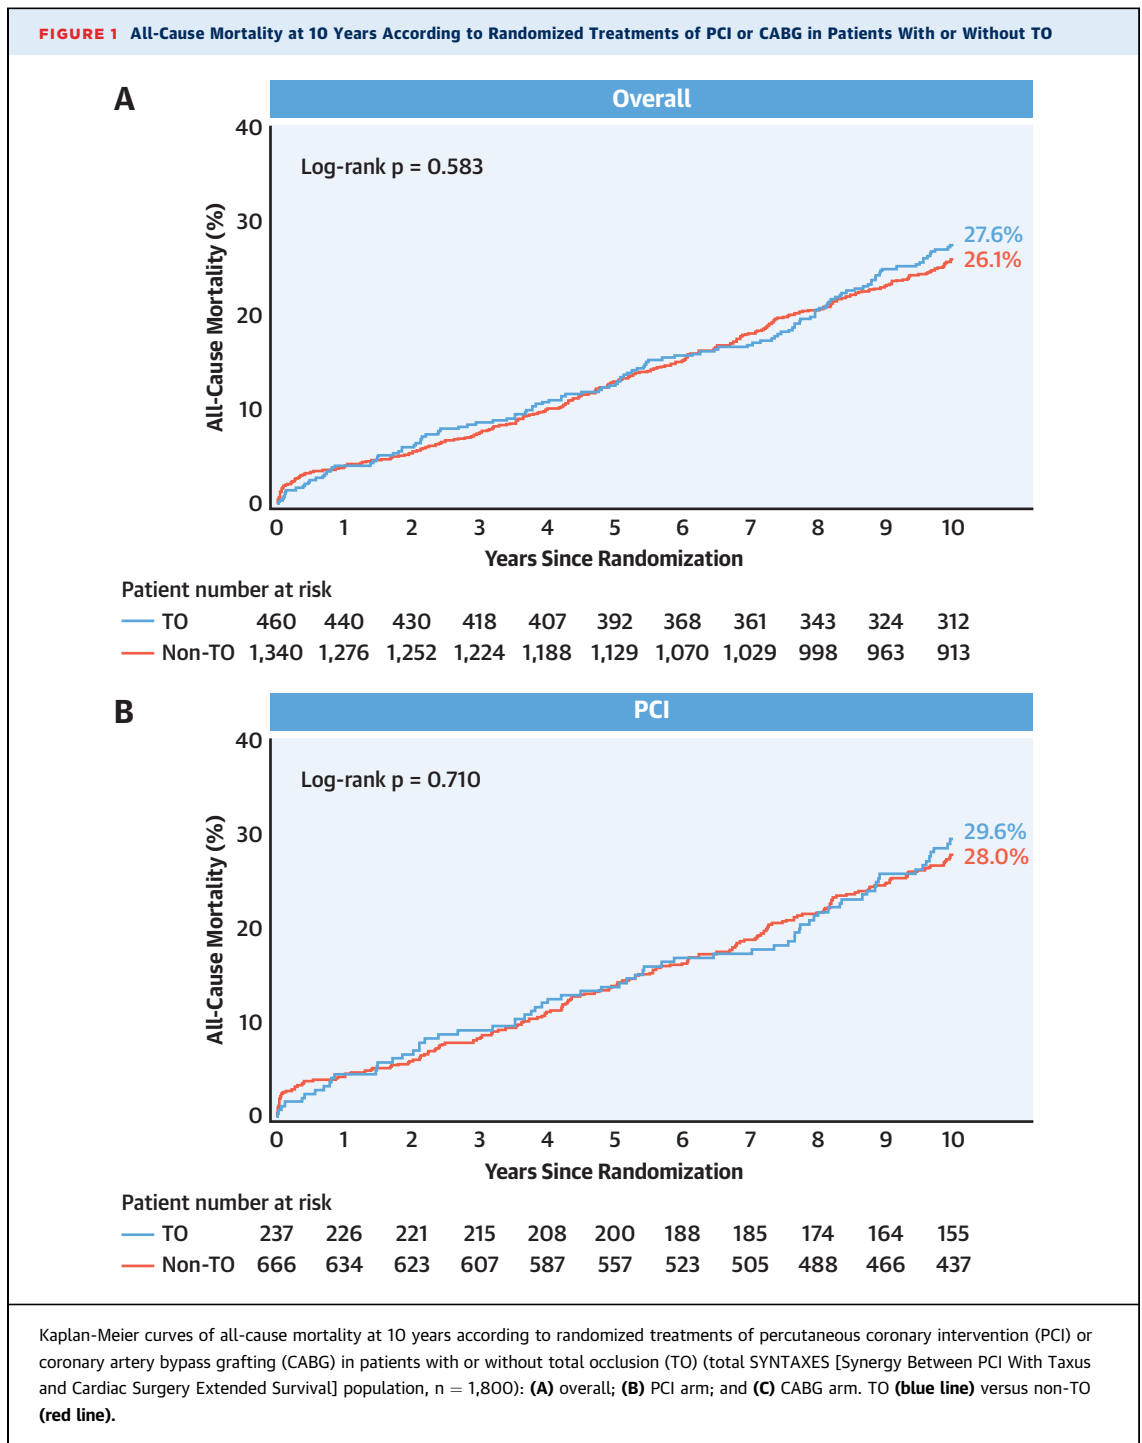 FIGURE 1 All-Cause Mortality at 10 Years According to Randomized Treatments of PCI or CABG in Patients With or Without TO
A
Overall
40
30
20
10
0
All-Cause Mortality (%)
Log-rank p = 0.583
27.6%
26.1%
0 1 2 3 4 5 6 7 8 9 10
Years Since Randomization
Patient number at risk
TO 460 440 430 418 407 392 368 361 343 324 312
Non-TO 1,340 1,276 1,252 1,224 1,188 1,129 1,070 1,029 998 963 913
B
PCI
40
30
20
10
0
All-Cause Mortality (%)
Log-rank p = 0.710
29.6%
28.0%
0 1 2 3 4 5 6 7 8 9 10
Years Since Randomization
Patient number at risk
TO 237 226 221 215 208 200 188 185 174 164 155
Non-TO 666 634 623 607 587 557 523 505 488 466 437
Kaplan-Meier curves of all-cause mortality at 10 years according to randomized treatments of percutaneous coronary intervention (PCI) or
coronary artery bypass grafting (CABG) in patients with or without total occlusion (TO) (total SYNTAXES [Synergy Between PCI With Taxus
and Cardiac Surgery Extended Survival] population, n = 1,800): (A) overall; (B) PCI arm; and (C) CABG arm. TO (blue line) versus non-TO
(red line).